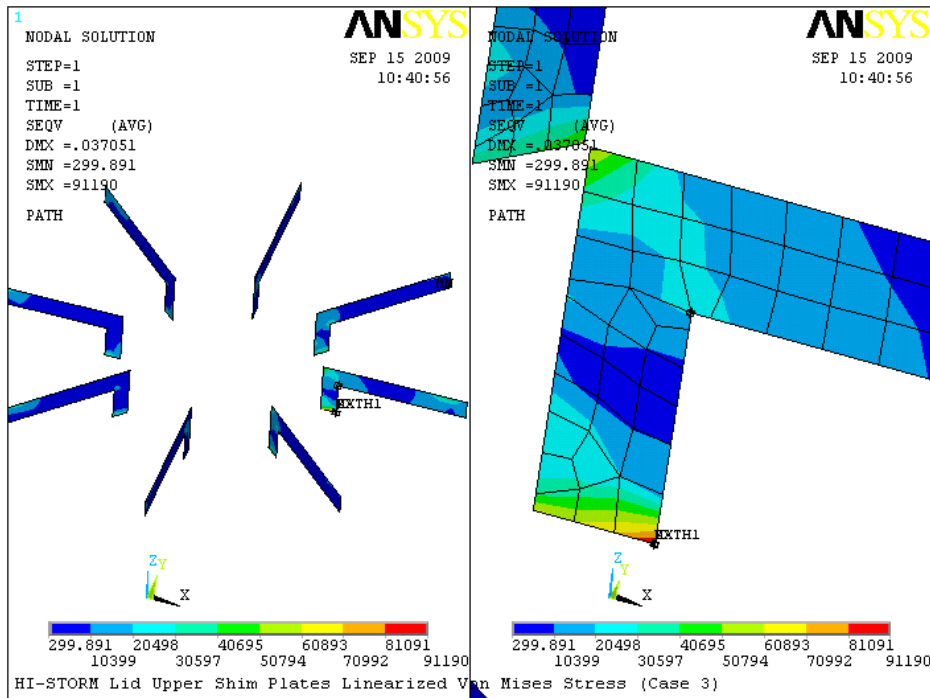 1
ANSYS
NODAL SOLUTION
SEP 15 2009
10:40:56
STEP=1
SUB =1
TIME=1
SEQV (AVG)
DMX =.037051
SMN =299.891
SMX =91190
PATH
MN
TH1
Z Y
X
299.891 20498 40695 60893 81091
10399 30597 50794 70992 91190
ANSYS
NODAL SOLUTION
SEP 15 2009
10:40:56
STEP=1
SUB =1
TIME=1
SEQV (AVG)
DMX =.037051
SMN =299.891
SMX =91190
PATH
TH1
Z Y
X
299.891 20498 40695 60893 81091
10399 30597 50794 70992 91190
HI-STORM Lid Upper Shim Plates Linearized Von Mises Stress (Case 3)